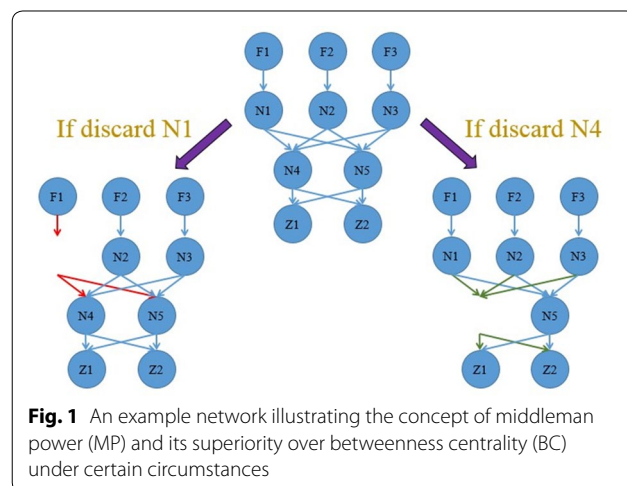 F1 F2 F3
N1 N2 N3
If discard N1 If discard N4
N4 N5
F1 F2 F3 Z1 Z2 F1 F2 F3
N2 N3 N1 N2 N3
N4 N5 N5
Z1 Z2 Z1 Z2
Fig. 1 An example network illustrating the concept of middleman
power (MP) and its superiority over betweenness centrality (BC)
under certain circumstances